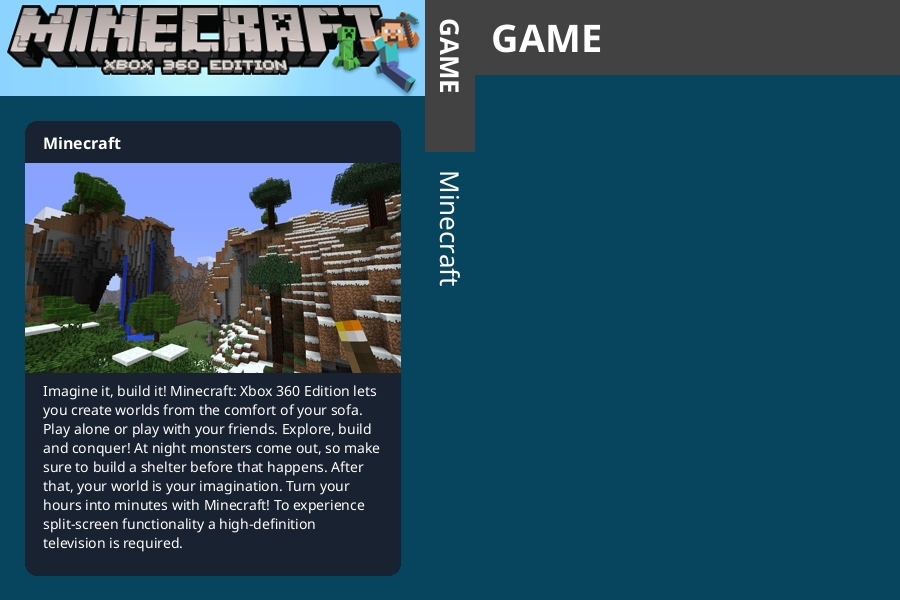 MINECRAFT
XBOX 360 EDITION
Minecraft
Imagine it, build it! Minecraft: Xbox 360 Edition lets
you create worlds from the comfort of your sofa.
Play alone or play with your friends. Explore, build
and conquer! At night monsters come out, so make
sure to build a shelter before that happens. After
that, your world is your imagination. Turn your
hours into minutes with Minecraft! To experience
split-screen functionality a high-definition
television is required.
GAME
Minecraft
GAME